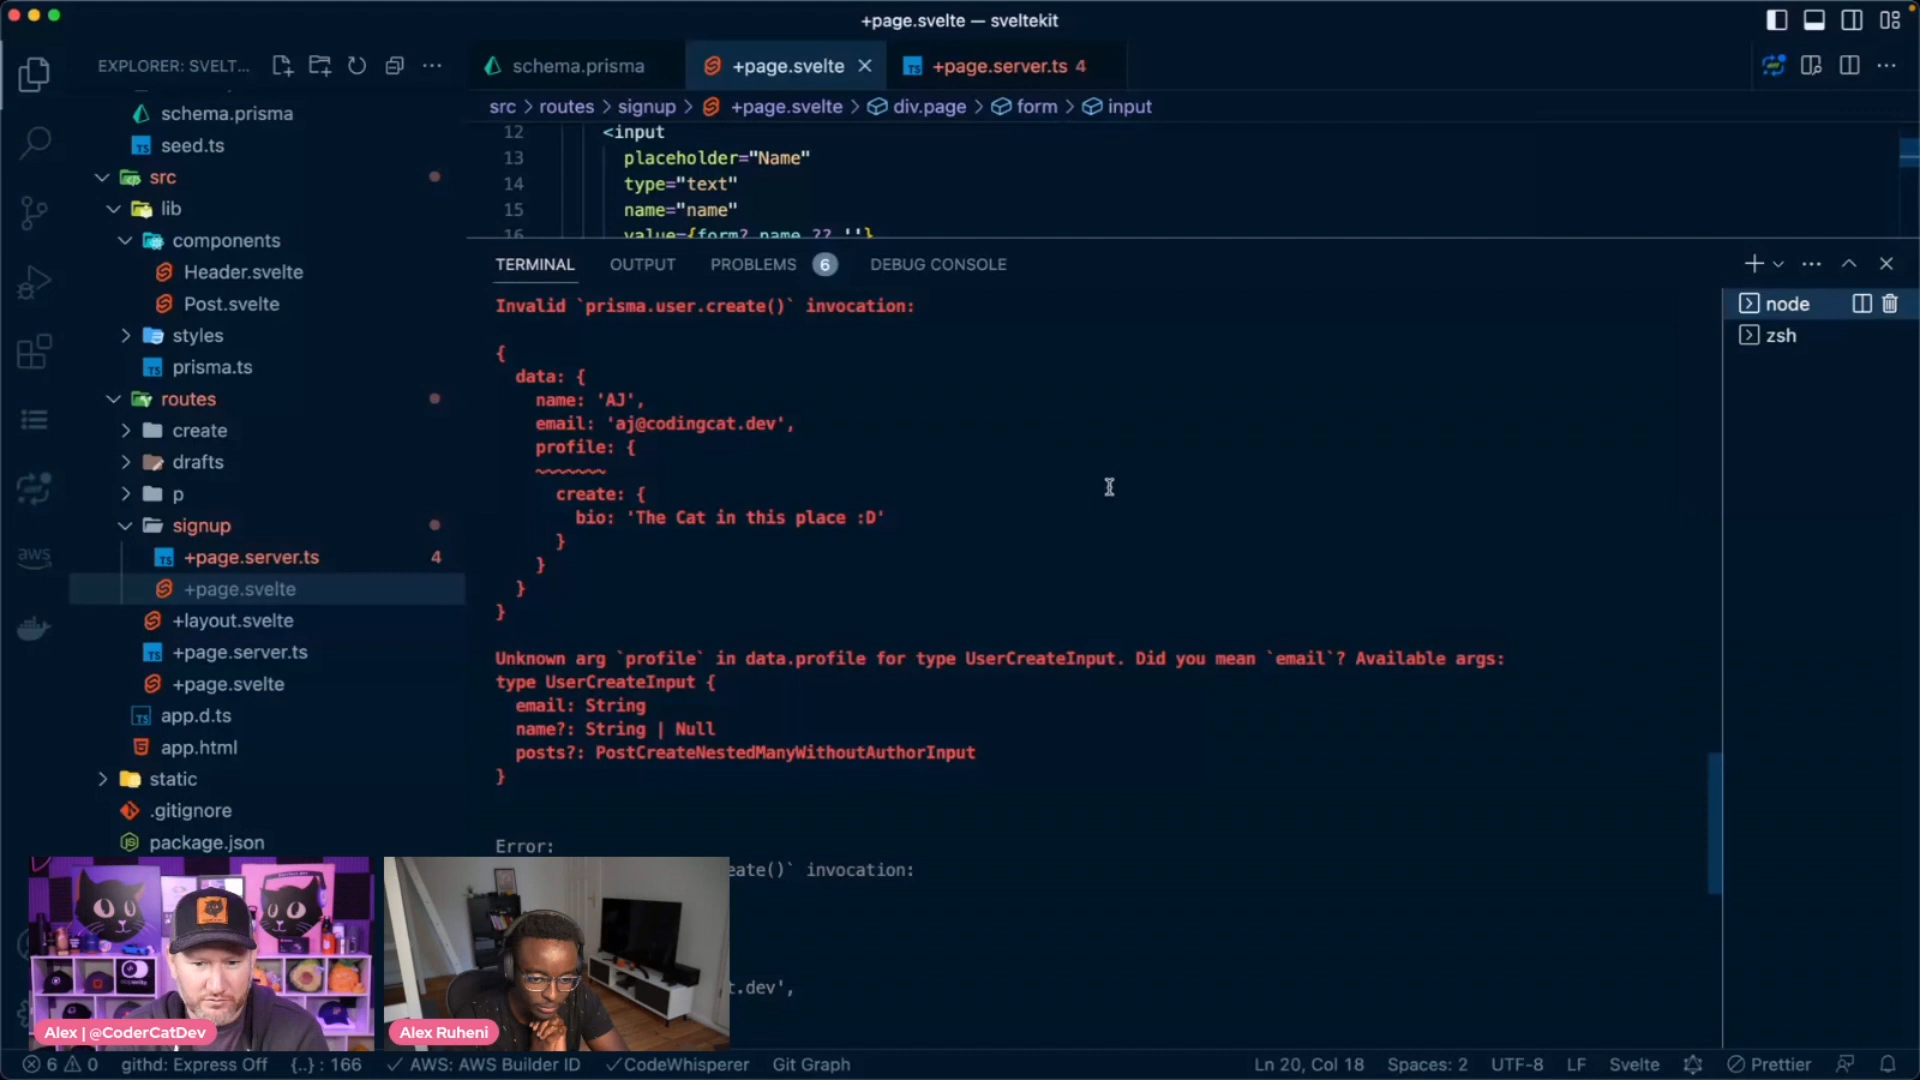 +page.svelte — sveltekit
EXPLORER: SVELT...
schema.prisma
+page.svelte
+page.server.ts 4
src > routes > signup > +page.svelte > div.page > form > input
schema.prisma
seed.ts
src
lib
components
Header.svelte
Post.svelte
styles
prisma.ts
routes
create
drafts
p
signup
+page.server.ts 4
+page.svelte
+layout.svelte
+page.server.ts
+page.svelte
app.d.ts
app.html
static
.gitignore
package.json
aws
12 <input
13 placeholder="Name"
14 type="text"
15 name="name"
16 value={form?.name ?? ''}
TERMINAL OUTPUT PROBLEMS 6 DEBUG CONSOLE
node
zsh
Invalid `prisma.user.create()` invocation:
{
data: {
name: 'AJ',
email: 'aj@codingcat.dev',
profile: {
~~~~~~~
create: {
bio: 'The Cat in this place :D'
}
}
}
}
Unknown arg `profile` in data.profile for type UserCreateInput. Did you mean `email`? Available args:
type UserCreateInput {
email: String
name?: String | Null
posts?: PostCreateNestedManyWithoutAuthorInput
}
Error:
eate()` invocation:
t.dev',
Alex | @CoderCatDev
Alex Ruheni
6 0 githd: Express Off {..} : 166 AWS: AWS Builder ID CodeWhisperer Git Graph Ln 20, Col 18 Spaces: 2 UTF-8 LF Svelte Prettier